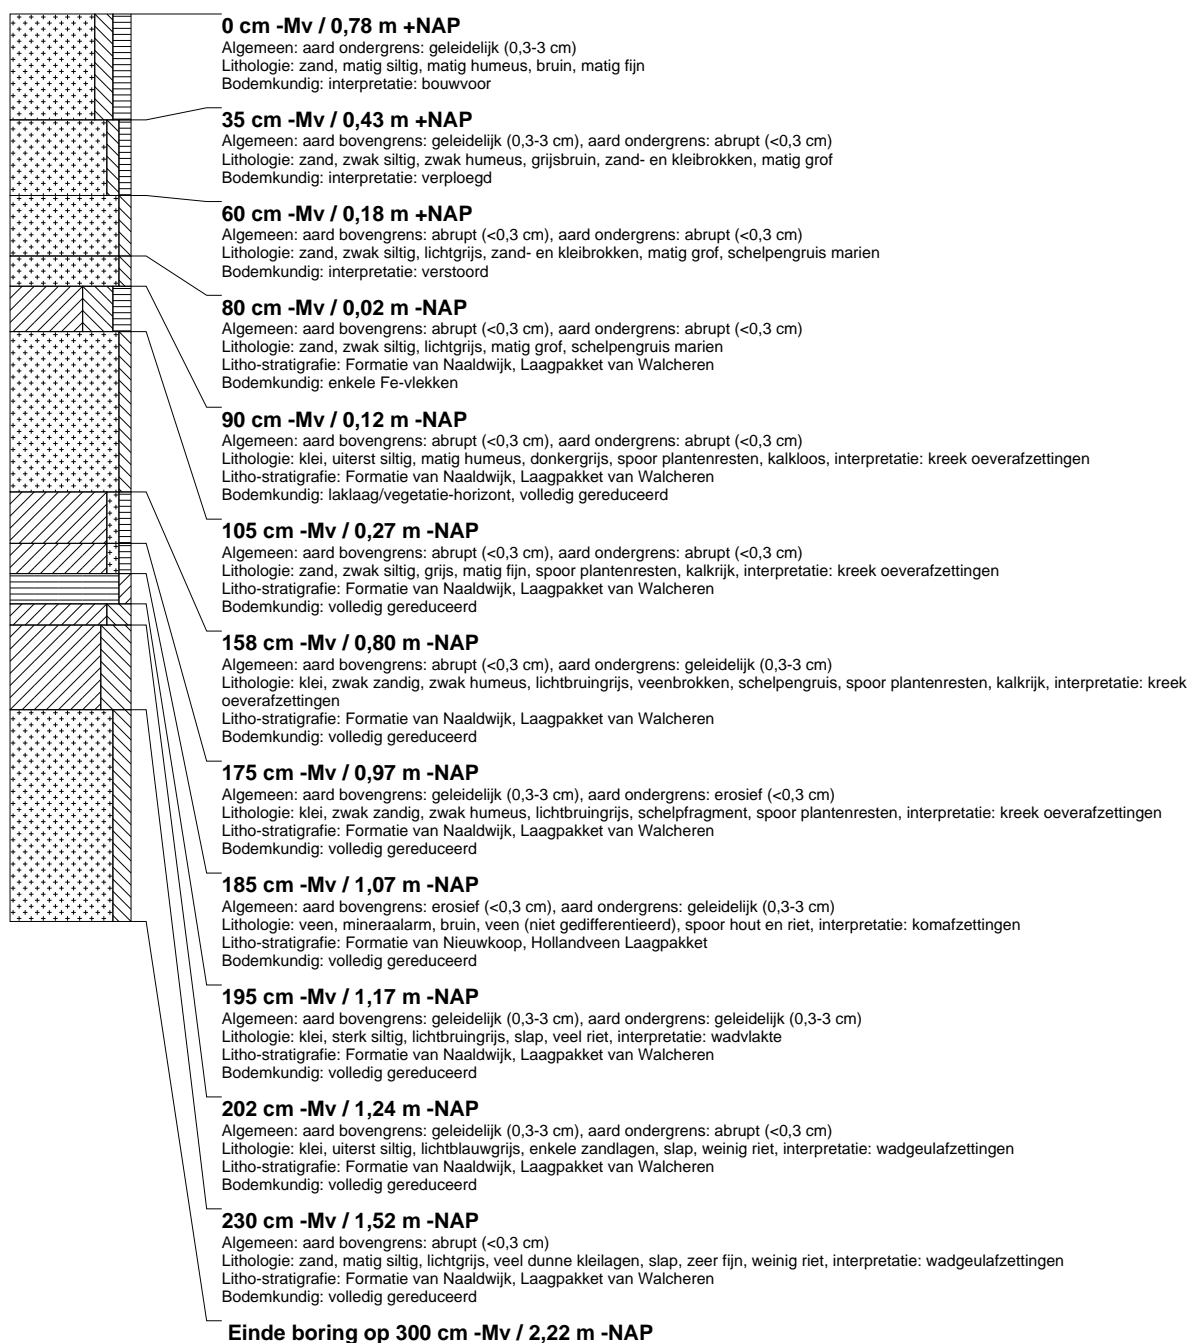 0 cm -Mv / 0,78 m +NAP
Algemeen: aard ondergrens: geleidelijk (0,3-3 cm)
Lithologie: zand, matig siltig, matig humeus, bruin, matig fijn
Bodemkundig: interpretatie: bouwvoor
35 cm -Mv / 0,43 m +NAP
Algemeen: aard bovengrens: geleidelijk (0,3-3 cm), aard ondergrens: abrupt (<0,3 cm)
Lithologie: zand, zwak siltig, zwak humeus, grijsbruin, zand- en kleibrokken, matig grof
Bodemkundig: interpretatie: verploegd
60 cm -Mv / 0,18 m +NAP
Algemeen: aard bovengrens: abrupt (<0,3 cm), aard ondergrens: abrupt (<0,3 cm)
Lithologie: zand, zwak siltig, lichtgrijs, zand- en kleibrokken, matig grof, schelpengruis marien
Bodemkundig: interpretatie: verstoord
80 cm -Mv / 0,02 m -NAP
Algemeen: aard bovengrens: abrupt (<0,3 cm), aard ondergrens: abrupt (<0,3 cm)
Lithologie: zand, zwak siltig, lichtgrijs, matig grof, schelpengruis marien
Litho-stratigrafie: Formatie van Naaldwijk, Laagpakket van Walcheren
Bodemkundig: enkele Fe-vlekken
90 cm -Mv / 0,12 m -NAP
Algemeen: aard bovengrens: abrupt (<0,3 cm), aard ondergrens: abrupt (<0,3 cm)
Lithologie: klei, uiterst siltig, matig humeus, donkergrijs, spoor plantenresten, kalkloos, interpretatie: kreek oeverafzettingen
Litho-stratigrafie: Formatie van Naaldwijk, Laagpakket van Walcheren
Bodemkundig: laklaag/vegetatie-horizont, volledig gereduceerd
105 cm -Mv / 0,27 m -NAP
Algemeen: aard bovengrens: abrupt (<0,3 cm), aard ondergrens: abrupt (<0,3 cm)
Lithologie: zand, zwak siltig, grijs, matig fijn, spoor plantenresten, kalkrijk, interpretatie: kreek oeverafzettingen
Litho-stratigrafie: Formatie van Naaldwijk, Laagpakket van Walcheren
Bodemkundig: volledig gereduceerd
158 cm -Mv / 0,80 m -NAP
Algemeen: aard bovengrens: abrupt (<0,3 cm), aard ondergrens: geleidelijk (0,3-3 cm)
Lithologie: klei, zwak zandig, zwak humeus, lichtbruingrijs, veenbrokken, schelpengruis, spoor plantenresten, kalkrijk, interpretatie: kreek
oeverafzettingen
Litho-stratigrafie: Formatie van Naaldwijk, Laagpakket van Walcheren
Bodemkundig: volledig gereduceerd
175 cm -Mv / 0,97 m -NAP
Algemeen: aard bovengrens: geleidelijk (0,3-3 cm), aard ondergrens: erosief (<0,3 cm)
Lithologie: klei, zwak zandig, zwak humeus, lichtbruingrijs, schelpfragment, spoor plantenresten, interpretatie: kreek oeverafzettingen
Litho-stratigrafie: Formatie van Naaldwijk, Laagpakket van Walcheren
Bodemkundig: volledig gereduceerd
185 cm -Mv / 1,07 m -NAP
Algemeen: aard bovengrens: erosief (<0,3 cm), aard ondergrens: geleidelijk (0,3-3 cm)
Lithologie: veen, mineraalarm, bruin, veen (niet gedifferentieerd), spoor hout en riet, interpretatie: komafzettingen
Litho-stratigrafie: Formatie van Nieuwkoop, Hollandveen Laagpakket
Bodemkundig: volledig gereduceerd
195 cm -Mv / 1,17 m -NAP
Algemeen: aard bovengrens: geleidelijk (0,3-3 cm), aard ondergrens: geleidelijk (0,3-3 cm)
Lithologie: klei, sterk siltig, lichtbruingrijs, slap, veel riet, interpretatie: wadvlakte
Litho-stratigrafie: Formatie van Naaldwijk, Laagpakket van Walcheren
Bodemkundig: volledig gereduceerd
202 cm -Mv / 1,24 m -NAP
Algemeen: aard bovengrens: geleidelijk (0,3-3 cm), aard ondergrens: abrupt (<0,3 cm)
Lithologie: klei, uiterst siltig, lichtblauwgrijs, enkele zandlagen, slap, weinig riet, interpretatie: wadgeulafzettingen
Litho-stratigrafie: Formatie van Naaldwijk, Laagpakket van Walcheren
Bodemkundig: volledig gereduceerd
230 cm -Mv / 1,52 m -NAP
Algemeen: aard bovengrens: abrupt (<0,3 cm)
Lithologie: zand, matig siltig, lichtgrijs, veel dunne kleilagen, slap, zeer fijn, weinig riet, interpretatie: wadgeulafzettingen
Litho-stratigrafie: Formatie van Naaldwijk, Laagpakket van Walcheren
Bodemkundig: volledig gereduceerd
Einde boring op 300 cm -Mv / 2,22 m -NAP